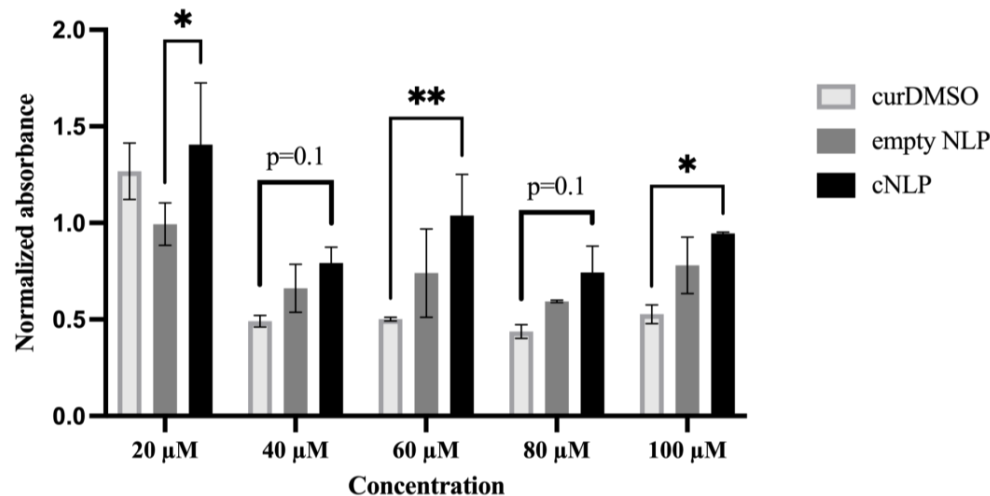 Normalized absorbance
2.0
1.5
1.0
0.5
0.0
*
p=0.1
**
p=0.1
*
20 µM
40 µM
60 µM
80 µM
100 µM
Concentration
curDMSO
empty NLP
cNLP